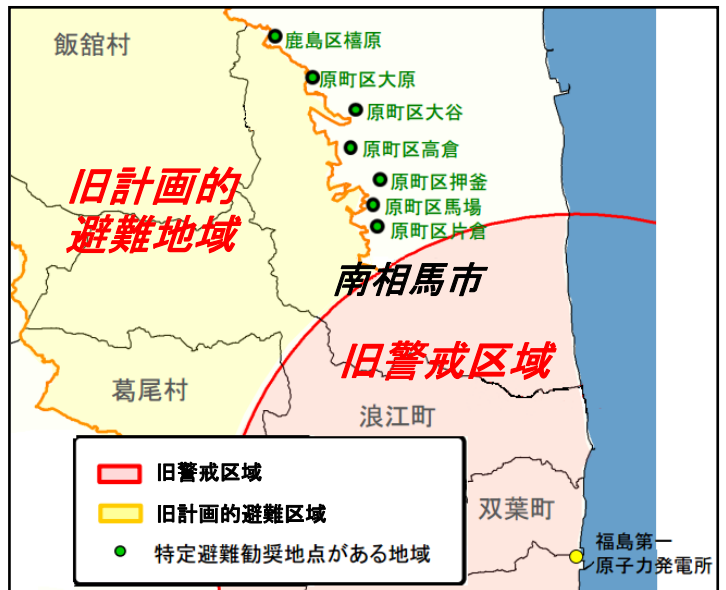 飯舘村
鹿島区橲原
原町区大原
原町区大谷
原町区高倉
原町区押釜
原町区馬場
原町区片倉
旧計画的
避難地域
南相馬市
旧警戒区域
葛尾村
浪江町
双葉町
福島第一
原子力発電所
旧警戒区域
旧計画的避難区域
特定避難勧奨地点がある地域